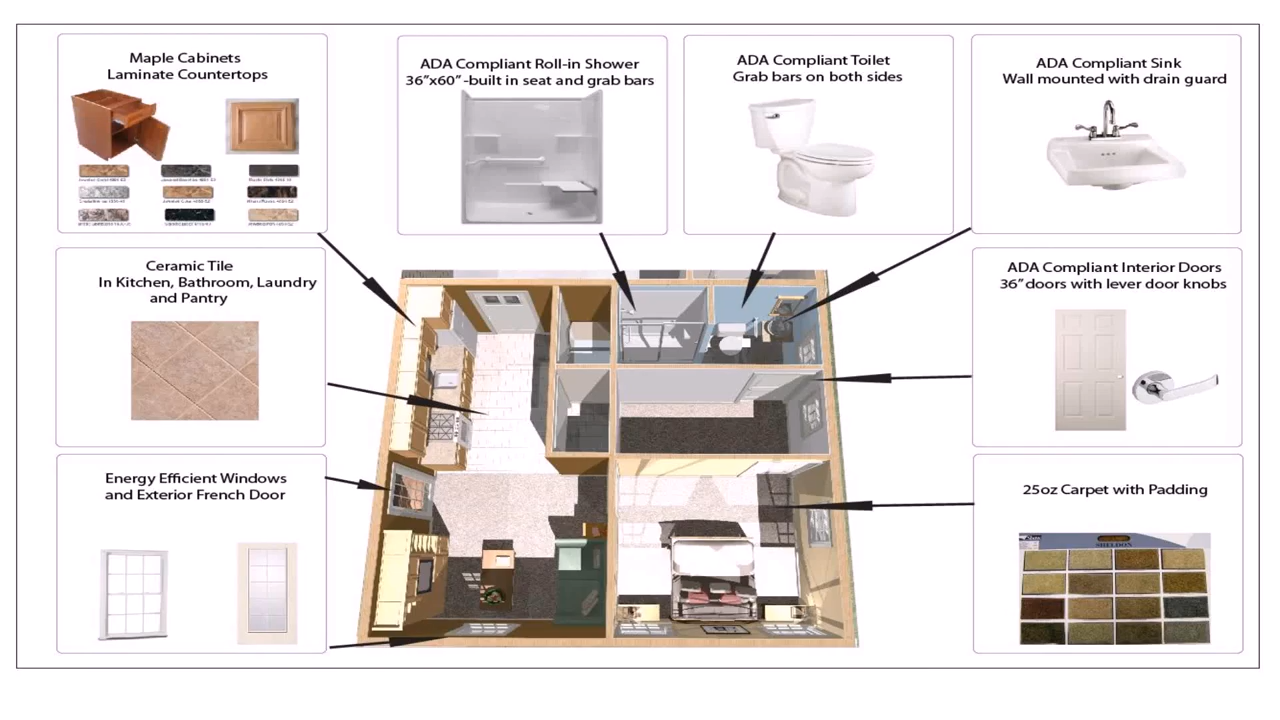 Maple Cabinets
Laminate Countertops
ADA Compliant Roll-in Shower
36”x60” -built in seat and grab bars
ADA Compliant Toilet
Grab bars on both sides
ADA Compliant Sink
Wall mounted with drain guard
Ceramic Tile
In Kitchen, Bathroom, Laundry
and Pantry
ADA Compliant Interior Doors
36” doors with lever door knobs
Energy Efficient Windows
and Exterior French Door
25oz Carpet with Padding
SHELDON